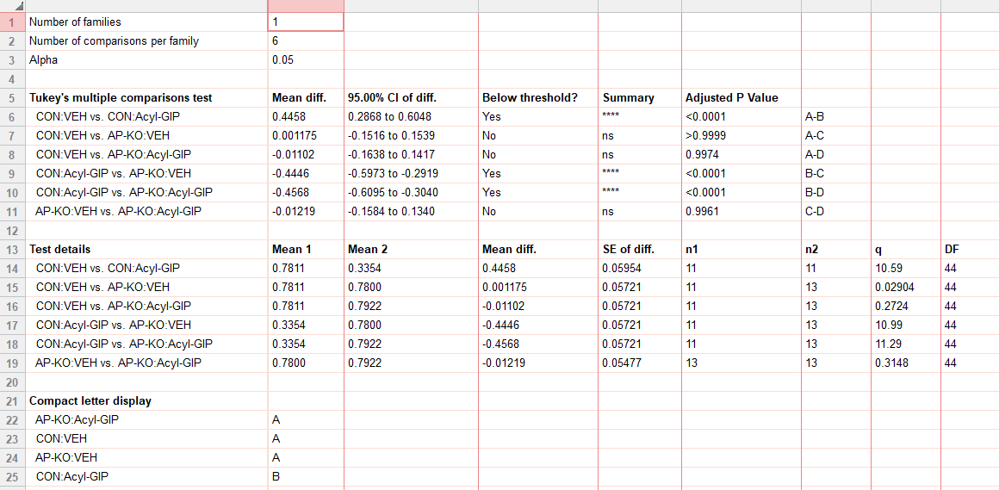 1 Number of families 1
2 Number of comparisons per family 6
3 Alpha 0.05
4
5 Tukey's multiple comparisons test Mean diff. 95.00% CI of diff. Below threshold? Summary Adjusted P Value
6 CON:VEH vs. CON:Acyl-GIP 0.4458 0.2868 to 0.6048 Yes **** <0.0001 A-B
7 CON:VEH vs. AP-KO:VEH 0.001175 -0.1516 to 0.1539 No ns >0.9999 A-C
8 CON:VEH vs. AP-KO:Acyl-GIP -0.01102 -0.1638 to 0.1417 No ns 0.9974 A-D
9 CON:Acyl-GIP vs. AP-KO:VEH -0.4446 -0.5973 to -0.2919 Yes **** <0.0001 B-C
10 CON:Acyl-GIP vs. AP-KO:Acyl-GIP -0.4568 -0.6095 to -0.3040 Yes **** <0.0001 B-D
11 AP-KO:VEH vs. AP-KO:Acyl-GIP -0.01219 -0.1584 to 0.1340 No ns 0.9961 C-D
12
13 Test details Mean 1 Mean 2 Mean diff. SE of diff. n1 n2 q DF
14 CON:VEH vs. CON:Acyl-GIP 0.7811 0.3354 0.4458 0.05954 11 11 10.59 44
15 CON:VEH vs. AP-KO:VEH 0.7811 0.7800 0.001175 0.05721 11 13 0.02904 44
16 CON:VEH vs. AP-KO:Acyl-GIP 0.7811 0.7922 -0.01102 0.05721 11 13 0.2724 44
17 CON:Acyl-GIP vs. AP-KO:VEH 0.3354 0.7800 -0.4446 0.05721 11 13 10.99 44
18 CON:Acyl-GIP vs. AP-KO:Acyl-GIP 0.3354 0.7922 -0.4568 0.05721 11 13 11.29 44
19 AP-KO:VEH vs. AP-KO:Acyl-GIP 0.7800 0.7922 -0.01219 0.05477 13 13 0.3148 44
20
21 Compact letter display
22 AP-KO:Acyl-GIP A
23 CON:VEH A
24 AP-KO:VEH A
25 CON:Acyl-GIP B